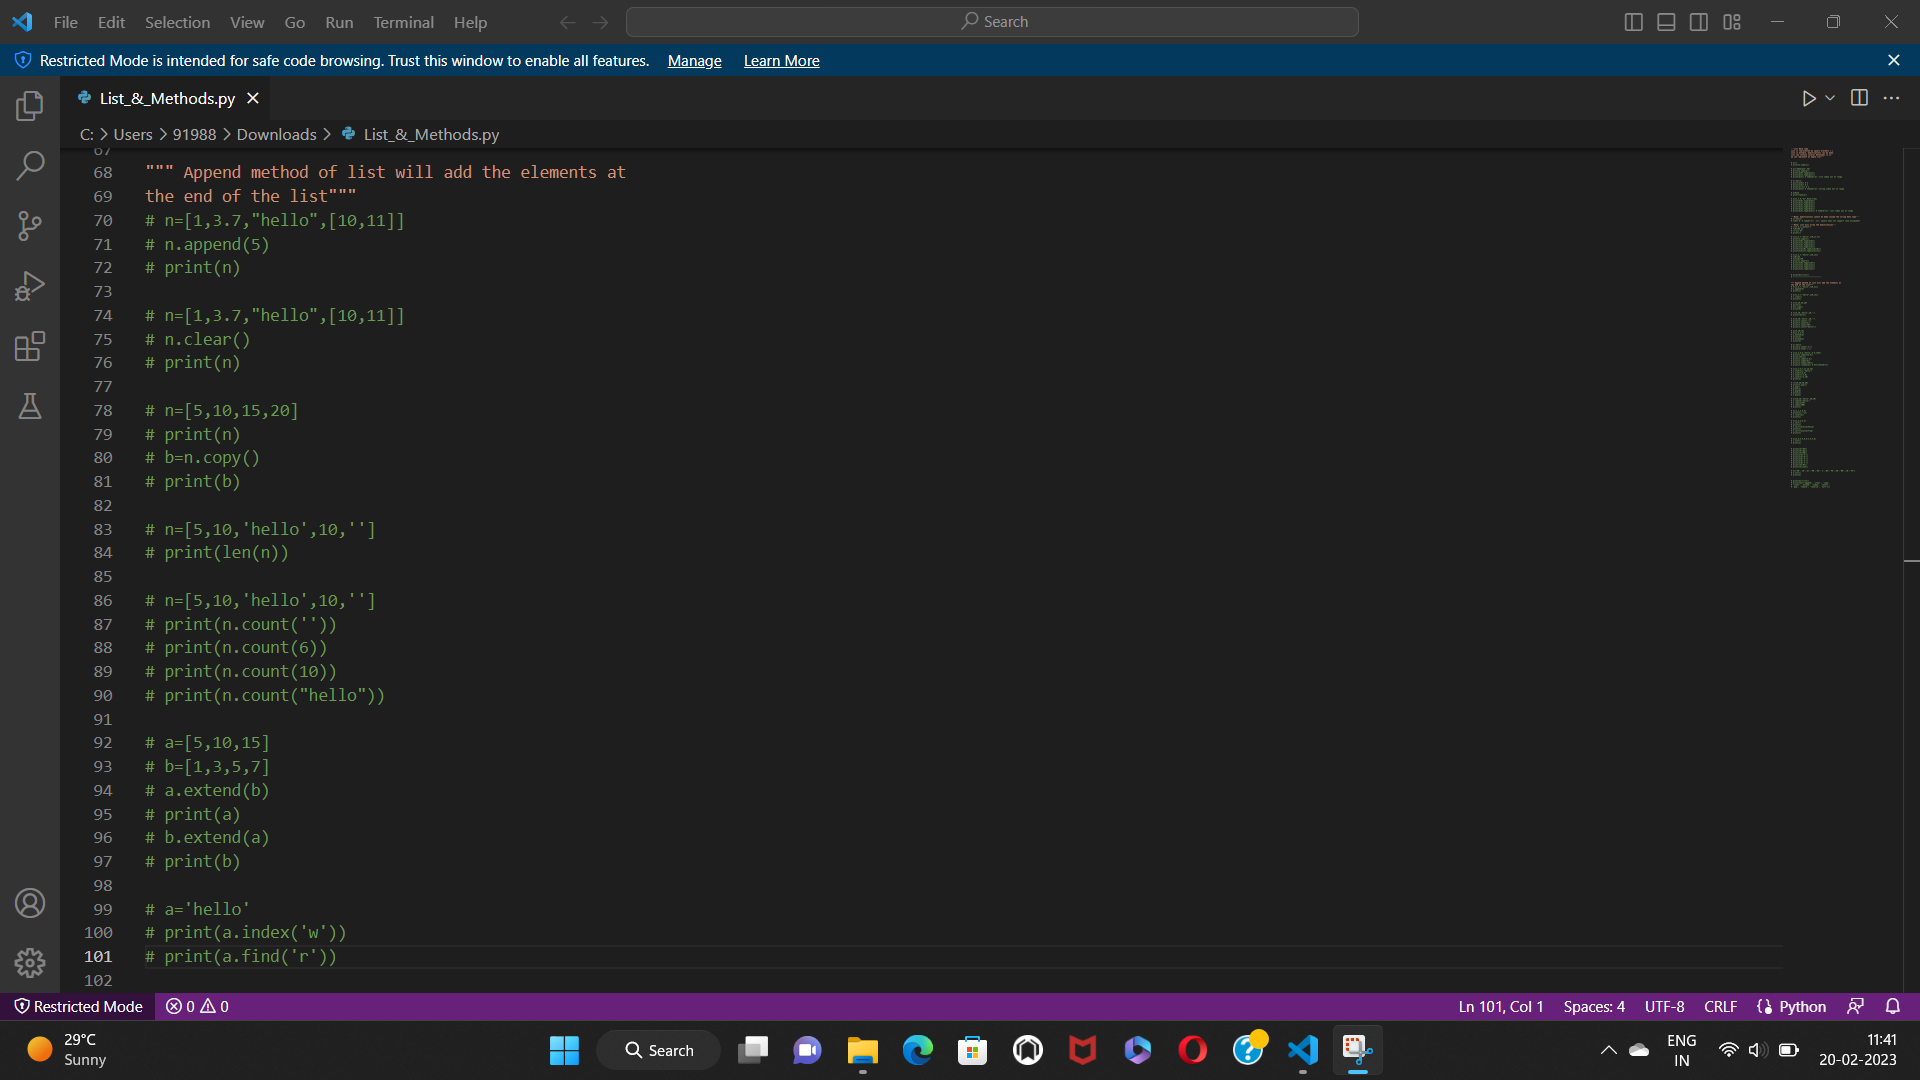 File Edit Selection View Go Run Terminal Help Search
Restricted Mode is intended for safe code browsing. Trust this window to enable all features. Manage Learn More
List_&_Methods.py
C: > Users > 91988 > Downloads > List_&_Methods.py
67
68 """ Append method of list will add the elements at
69 the end of the list"""
70 # n=[1,3.7,"hello",[10,11]]
71 # n.append(5)
72 # print(n)
73
74 # n=[1,3.7,"hello",[10,11]]
75 # n.clear()
76 # print(n)
77
78 # n=[5,10,15,20]
79 # print(n)
80 # b=n.copy()
81 # print(b)
82
83 # n=[5,10,'hello',10,'']
84 # print(len(n))
85
86 # n=[5,10,'hello',10,'']
87 # print(n.count(''))
88 # print(n.count(6))
89 # print(n.count(10))
90 # print(n.count("hello"))
91
92 # a=[5,10,15]
93 # b=[1,3,5,7]
94 # a.extend(b)
95 # print(a)
96 # b.extend(a)
97 # print(b)
98
99 # a='hello'
100 # print(a.index('w'))
101 # print(a.find('r'))
102
Restricted Mode 0 0 Ln 101, Col 1 Spaces: 4 UTF-8 CRLF Python
29°C
Sunny
Search
ENG
IN
11:41
20-02-2023